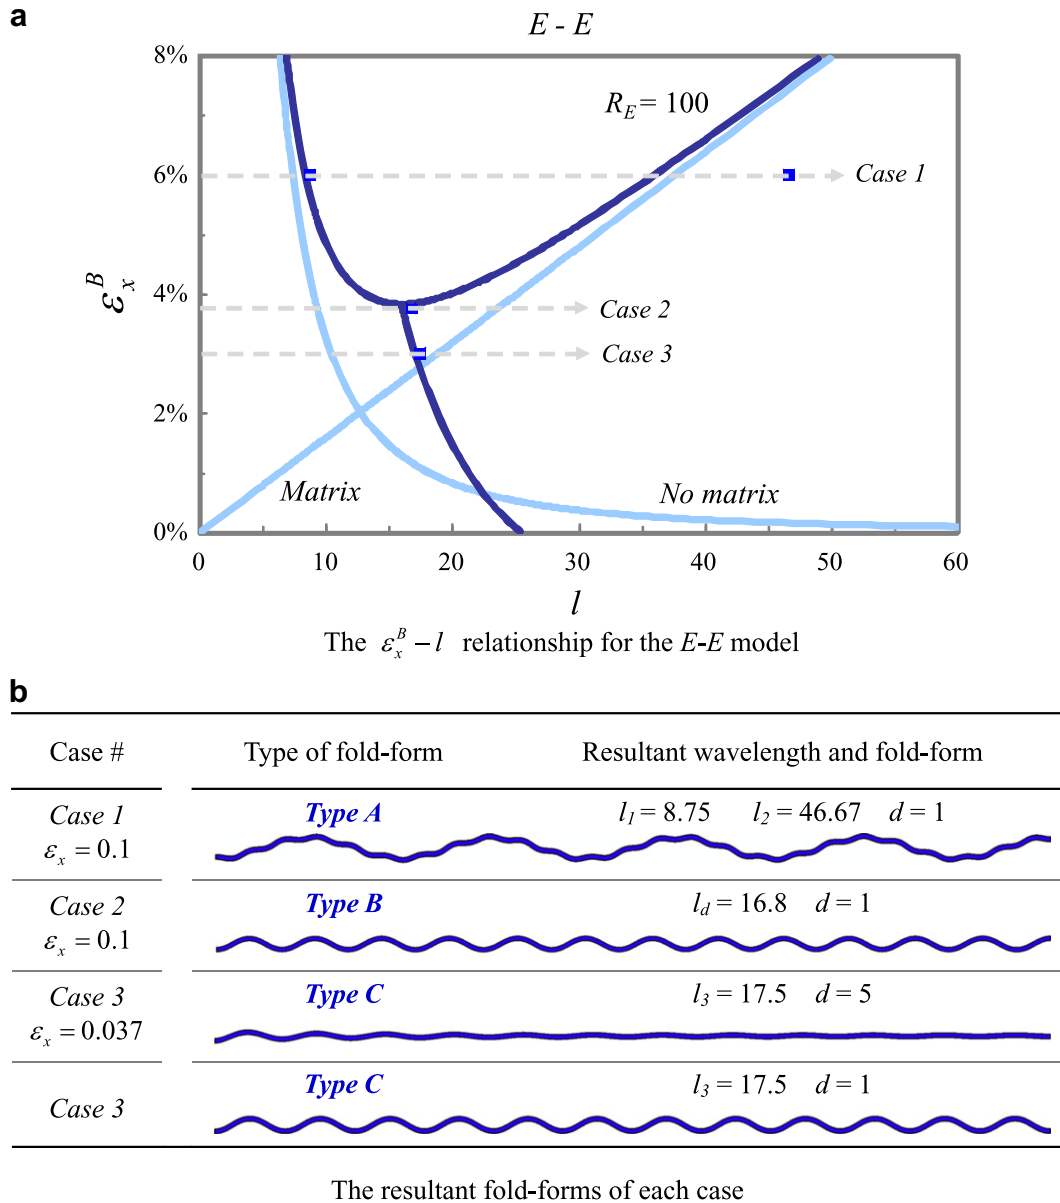 a
E - E
8%
R_E = 100
6%
Case 1
ε_x^B
4%
Case 2
Case 3
2%
Matrix
No matrix
0%
0 10 20 30 40 50 60
l
The ε_x^B – l relationship for the E-E model
b
Case # Type of fold-form Resultant wavelength and fold-form
Case 1 Type A l_1 = 8.75 l_2 = 46.67 d = 1
ε_x = 0.1
Case 2 Type B l_d = 16.8 d = 1
ε_x = 0.1
Case 3 Type C l_3 = 17.5 d = 5
ε_x = 0.037
Case 3 Type C l_3 = 17.5 d = 1
The resultant fold-forms of each case